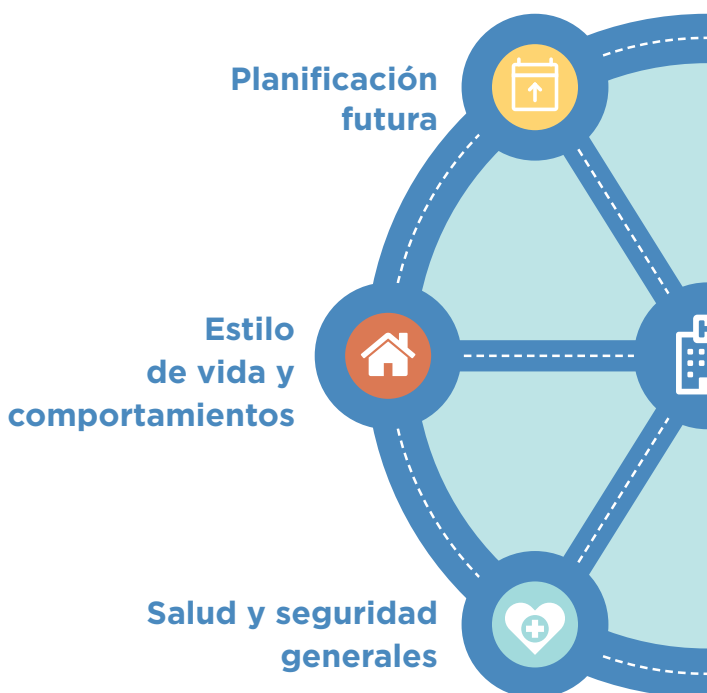 Planificación
futura
Estilo
de vida y
comportamientos
Salud y seguridad
generales